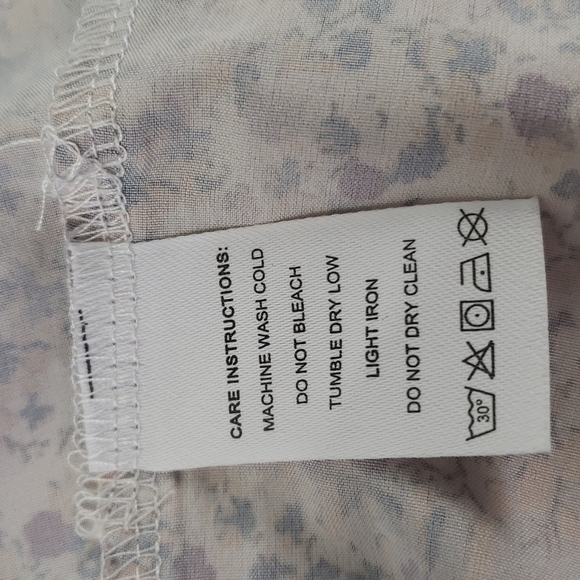 CARE INSTRUCTIONS:
MACHINE WASH COLD
DO NOT BLEACH
TUMBLE DRY LOW
LIGHT IRON
DO NOT DRY CLEAN
30°